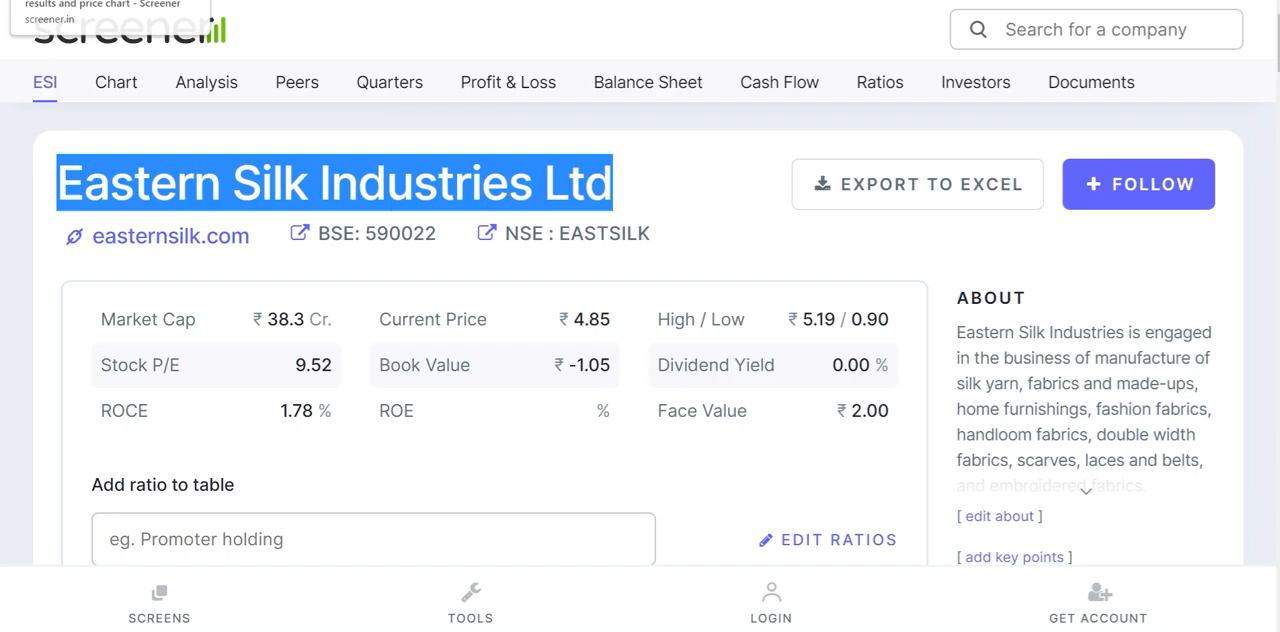 results and price chart - Screener
screener.in
screener
Search for a company
ESI Chart Analysis Peers Quarters Profit & Loss Balance Sheet Cash Flow Ratios Investors Documents
Eastern Silk Industries Ltd
EXPORT TO EXCEL
+ FOLLOW
easternsilk.com BSE: 590022 NSE : EASTSILK
Market Cap ₹ 38.3 Cr. Current Price ₹ 4.85 High / Low ₹ 5.19 / 0.90
Stock P/E 9.52 Book Value ₹ -1.05 Dividend Yield 0.00 %
ROCE 1.78 % ROE % Face Value ₹ 2.00
Add ratio to table
eg. Promoter holding
EDIT RATIOS
ABOUT
Eastern Silk Industries is engaged
in the business of manufacture of
silk yarn, fabrics and made-ups,
home furnishings, fashion fabrics,
handloom fabrics, double width
fabrics, scarves, laces and belts,
and embroidered fabrics.
[ edit about ]
[ add key points ]
SCREENS TOOLS LOGIN GET ACCOUNT